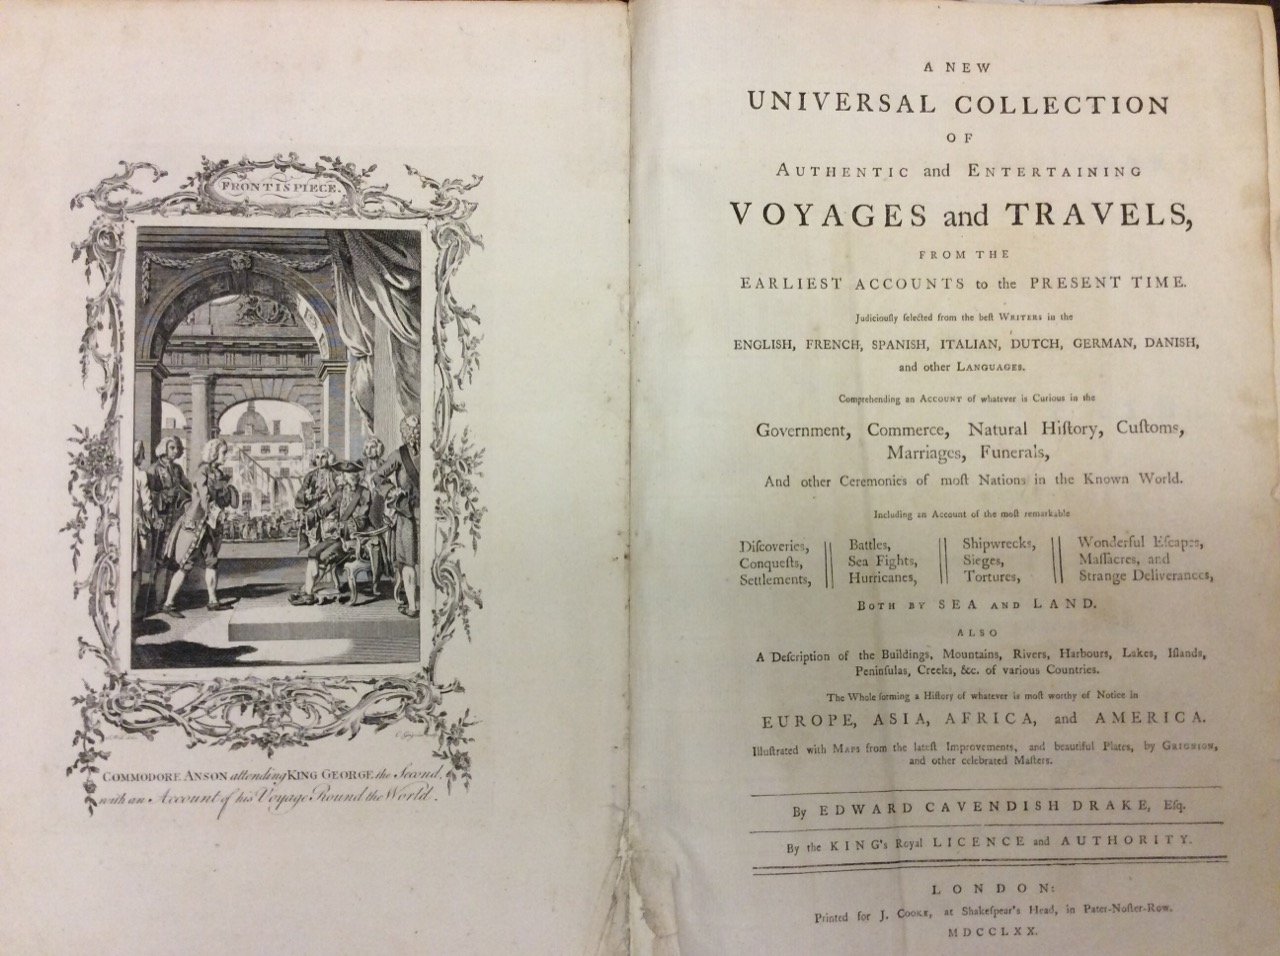 FRONTISPIECE.
COMMODORE ANSON attending KING GEORGE the Second,
with an Account of his Voyage Round the World.
A NEW
UNIVERSAL COLLECTION
OF
AUTHENTIC and ENTERTAINING
VOYAGES and TRAVELS,
FROM THE
EARLIEST ACCOUNTS to the PRESENT TIME.
Judiciouſly ſelected from the beſt WRITERS in the
ENGLISH, FRENCH, SPANISH, ITALIAN, DUTCH, GERMAN, DANISH,
and other LANGUAGES.
Comprehending an ACCOUNT of whatever is Curious in the
Government, Commerce, Natural Hiſtory, Cuſtoms,
Marriages, Funerals,
And other Ceremonies of moſt Nations in the Known World.
Including an Account of the moſt remarkable
Diſcoveries, Battles, Shipwrecks, Wonderful Eſcapes,
Conqueſts, Sea Fights, Sieges, Maſſacres, and
Settlements, Hurricanes, Tortures, Strange Deliverances,
BOTH BY SEA AND LAND.
ALSO
A Deſcription of the Buildings, Mountains, Rivers, Harbours, Lakes, Iſlands,
Peninſulas, Creeks, &c. of various Countries.
The Whole forming a Hiſtory of whatever is moſt worthy of Notice in
EUROPE, ASIA, AFRICA, and AMERICA.
Illuſtrated with MAPS from the lateſt Improvements, and beautiful Plates, by GRIGNION,
and other celebrated Maſters.
By EDWARD CAVENDISH DRAKE, Eſq.
By the KING's Royal LICENCE and AUTHORITY.
LONDON:
Printed for J. COOKE, at Shakeſpear's Head, in Pater-Noſter-Row.
MDCCLXX.